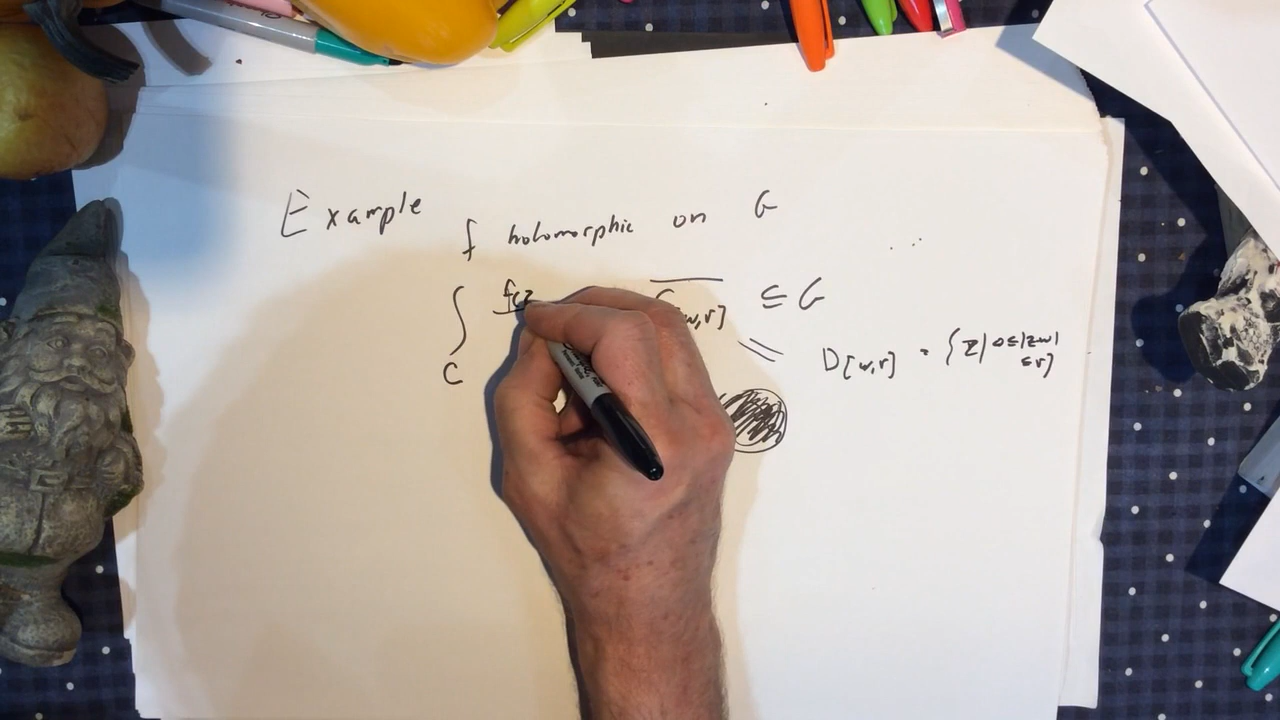 Example
f holomorphic on G
∫ f(z ⊆ G
C w,r]
D[w,r] = {z | 0≤|z-w| ≤r}